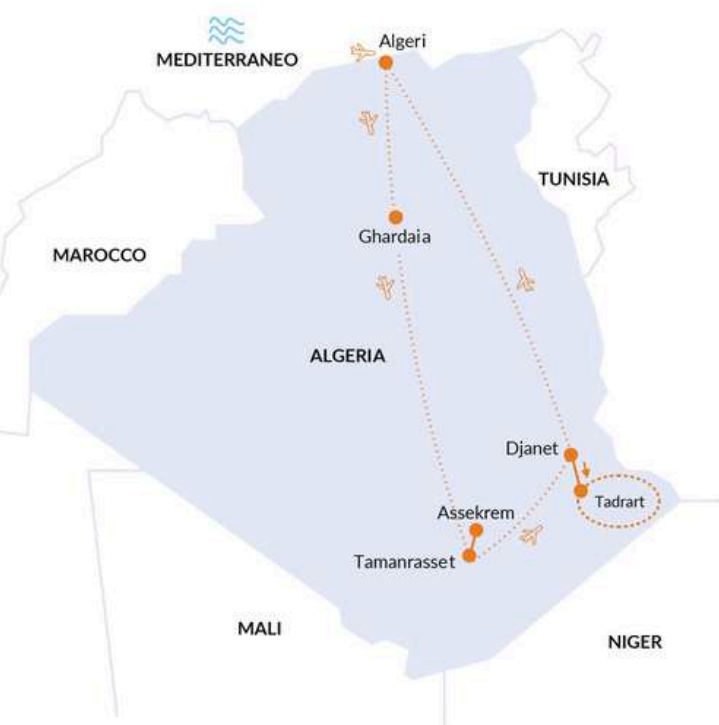 Algeri
MEDITERRANEO
TUNISIA
Ghardaia
MAROCCO
ALGERIA
Djanet
Tadrart
Assekrem
Tamanrasset
MALI
NIGER